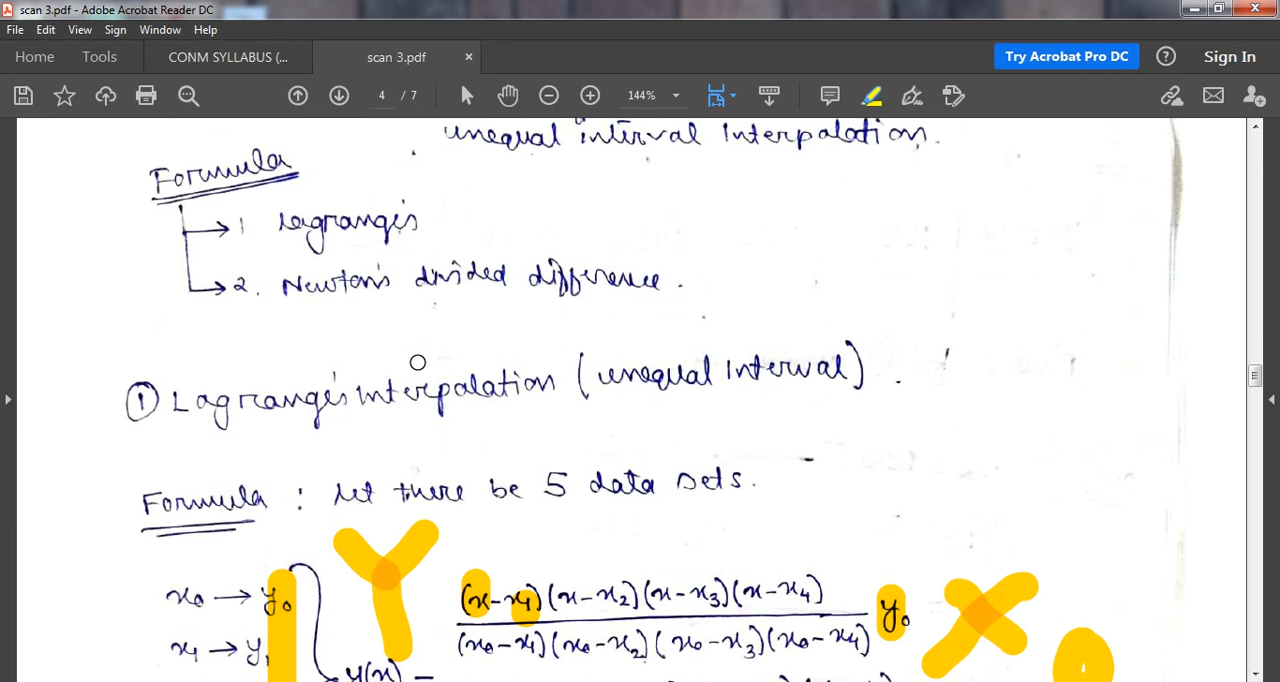 scan 3.pdf - Adobe Acrobat Reader DC
File Edit View Sign Window Help
Home Tools CONM SYLLABUS (... scan 3.pdf × Try Acrobat Pro DC ? Sign In
4 / 7 144%
unequal interval Interpalation.
Formula
→ 1 Lagrange's
→ 2. Newton's divided difference.
① Lagrange's interpalation (unequal interval).
Formula : let there be 5 data sets.
x₀ → y₀
x₁ → y₁
Y
(x-x₁)(x-x₂)(x-x₃)(x-x₄)
(x₀-x₁)(x₀-x₂)(x₀-x₃)(x₀-x₄)
y₀
X
y(x) =